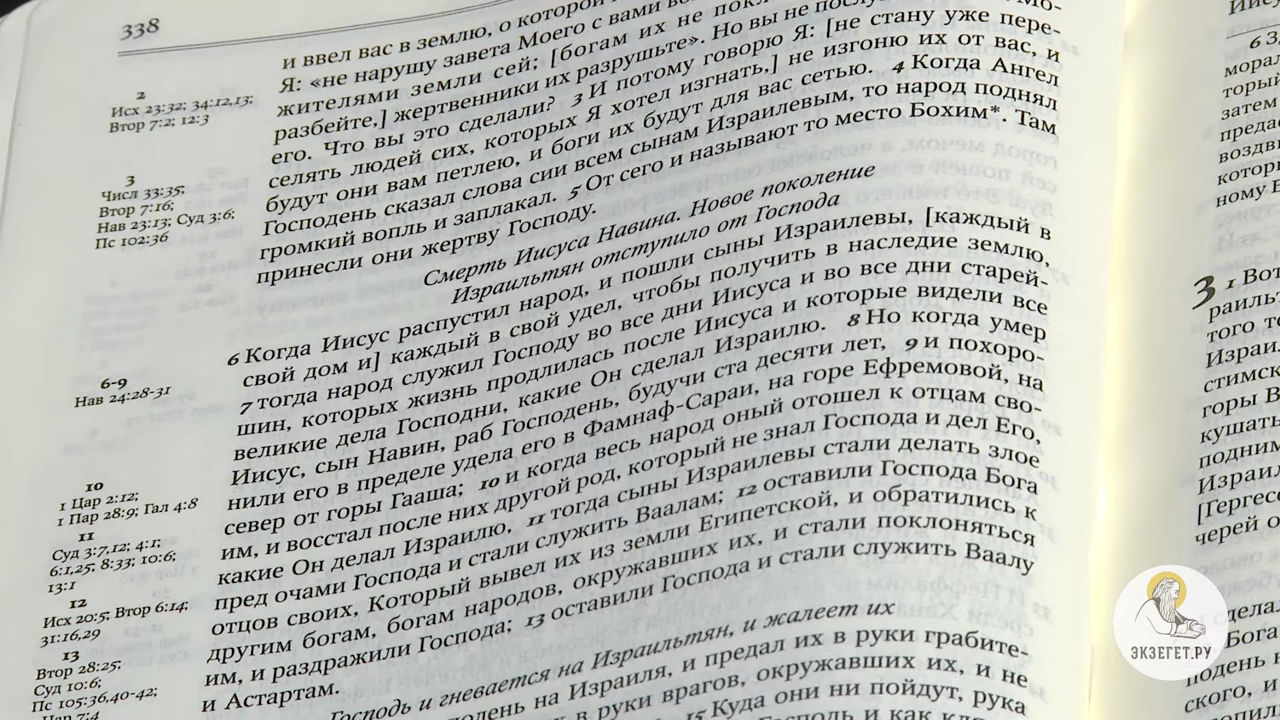 338
и ввел вас в землю, о которой
Я: «не нарушу завета Моего с вами
жителями земли сей; [богам их не
разбейте,] жертвенники их разрушьте». Но вы не
его. Что вы это сделали? 3 И потому говорю Я: [не стану уже пере-
селять людей сих, которых Я хотел изгнать,] не изгоню их от вас, и
будут они вам петлею, и боги их будут для вас сетью. 4 Когда Ангел
Господень сказал слова сии всем сынам Израилевым, то народ поднял
громкий вопль и заплакал. 5 От сего и называют то место Бохим*. Там
принесли они жертву Господу.
2
Исх 23:32; 34:12,13;
Втор 7:2; 12:3
3
Числ 33:35;
Втор 7:16;
Нав 23:13; Суд 3:6;
Пс 102:36
Смерть Иисуса Навина. Новое поколение
Израильтян отступило от Господа
6 Когда Иисус распустил народ, и пошли сыны Израилевы, [каждый в
свой дом и] каждый в свой удел, чтобы получить в наследие землю,
7 тогда народ служил Господу во все дни Иисуса и во все дни старей-
шин, которых жизнь продлилась после Иисуса и которые видели все
великие дела Господни, какие Он сделал Израилю. 8 Но когда умер
Иисус, сын Навин, раб Господень, будучи ста десяти лет, 9 и похоро-
нили его в пределе удела его в Фамнаф-Сараи, на горе Ефремовой, на
север от горы Гааша; 10 и когда весь народ оный отошел к отцам сво-
им, и восстал после них другой род, который не знал Господа и дел Его,
какие Он делал Израилю, 11 тогда сыны Израилевы стали делать злое
пред очами Господа и стали служить Ваалам; 12 оставили Господа Бога
отцов своих, Который вывел их из земли Египетской, и обратились к
другим богам, богам народов, окружавших их, и стали поклоняться
им, и раздражили Господа; 13 оставили Господа и стали служить Ваалу
и Астартам.
6-9
Нав 24:28-31
10
1 Цар 2:12;
1 Пар 28:9; Гал 4:8
11
Суд 3:7,12; 4:1;
6:1,25; 8:33; 10:6;
13:1
12
Исх 20:5; Втор 6:14;
31:16,29
13
Втор 28:25;
Суд 10:6;
Пс 105:36,40-42;
Господь и гневается на Израильтян, и жалеет их
на Израиля, и предал их в руки грабите-
в руки врагов, окружавших их, и не
15 Куда они ни пойдут, рука
и как
3 1 Вот
того
Израи
горы
кушать
подним
Израил
[Гергес
черей о
сделал
Бога
ского, и
ЭКЗЕГЕТ.РУ